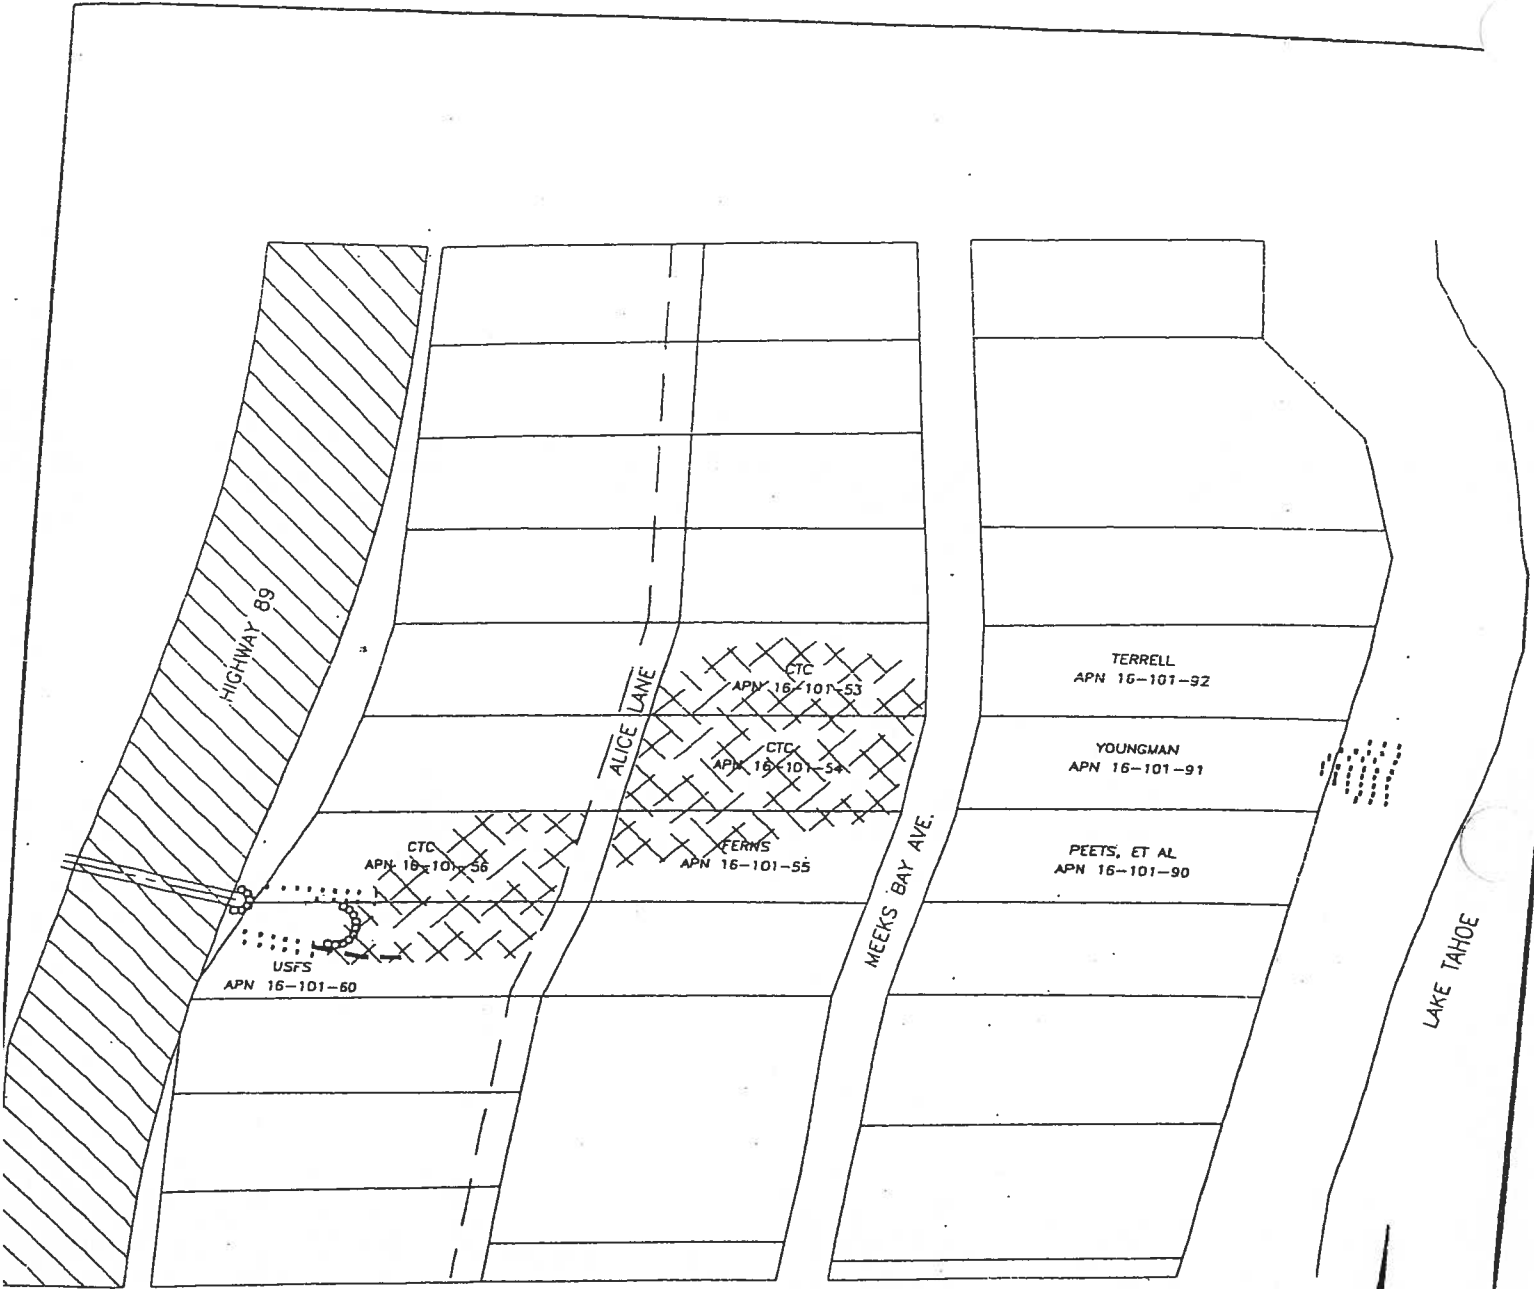 HIGHWAY 89
ALICE LANE
CTC
APN 16-101-53
CTC
APN 16-101-54
FERNS
APN 16-101-55
CTC
APN 16-101-56
USFS
APN 16-101-60
MEEKS BAY AVE.
TERRELL
APN 16-101-92
YOUNGMAN
APN 16-101-91
PEETS, ET AL
APN 16-101-90
LAKE TAHOE